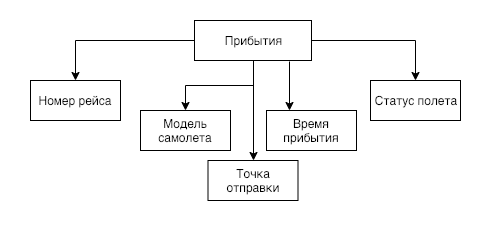 Прибытия
Номер рейса
Модель
самолета
Время
прибытия
Статус полета
Точка
отправки